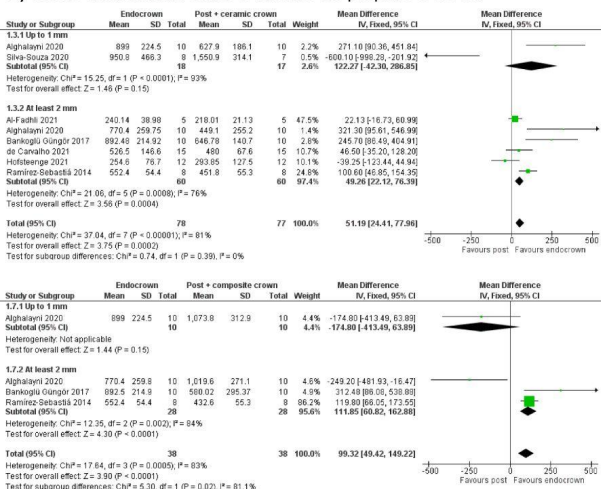 Endocrown Post + ceramic crown Mean Difference Mean Difference
Study or Subgroup Mean SD Total Mean SD Total Weight IV, Fixed, 95% CI IV, Fixed, 95% CI
1.3.1 Up to 1 mm
Alghalayni 2020 899 224.5 10 627.9 186.1 10 2.2% 271.10 [90.36, 451.84]
Silva-Souza 2020 950.8 466.3 8 1,550.9 314.1 7 0.5% -600.10 [-998.28, -201.92]
Subtotal (95% CI) 18 17 2.6% 122.27 [-42.30, 286.85]
Heterogeneity: Chi² = 15.25, df = 1 (P < 0.0001); I² = 93%
Test for overall effect: Z = 1.46 (P = 0.15)
1.3.2 At least 2 mm
Al-Fadhli 2021 240.14 38.98 5 218.01 21.13 5 47.5% 22.13 [-16.73, 60.99]
Alghalayni 2020 770.4 259.75 10 449.1 255.2 10 1.4% 321.30 [95.61, 546.99]
Bankoglu Güngör 2017 892.48 214.92 10 646.78 140.7 10 2.9% 245.70 [86.49, 404.91]
de Carvalho 2021 526.5 146.6 15 480 67.6 15 10.7% 46.50 [-35.20, 128.20]
Hofsteenge 2021 254.6 76.7 12 293.85 127.5 12 10.1% -39.25 [-123.44, 44.94]
Ramírez-Sebastià 2014 552.4 54.4 8 451.8 55.3 8 24.8% 100.60 [46.85, 154.35]
Subtotal (95% CI) 60 60 97.4% 49.26 [22.12, 76.39]
Heterogeneity: Chi² = 21.06, df = 5 (P = 0.0008); I² = 76%
Test for overall effect: Z = 3.56 (P = 0.0004)
Total (95% CI) 78 77 100.0% 51.19 [24.41, 77.96]
Heterogeneity: Chi² = 37.04, df = 7 (P < 0.00001); I² = 81%
Test for overall effect: Z = 3.75 (P = 0.0002)
Test for subgroup differences: Chi² = 0.74, df = 1 (P = 0.39), I² = 0%
-500 -250 0 250 500
Favours post Favours endocrown
Endocrown Post + composite crown Mean Difference Mean Difference
Study or Subgroup Mean SD Total Mean SD Total Weight IV, Fixed, 95% CI IV, Fixed, 95% CI
1.7.1 Up to 1 mm
Alghalayni 2020 899 224.5 10 1,073.8 312.9 10 4.4% -174.80 [-413.49, 63.89]
Subtotal (95% CI) 10 10 4.4% -174.80 [-413.49, 63.89]
Heterogeneity: Not applicable
Test for overall effect: Z = 1.44 (P = 0.15)
1.7.2 At least 2 mm
Alghalayni 2020 770.4 259.8 10 1,019.6 271.1 10 4.6% -249.20 [-481.93, -16.47]
Bankoglu Güngör 2017 892.5 214.9 10 580.02 295.37 10 312.48 [86.08, 538.88]
Ramírez-Sebastià 2014 552.4 54.4 8 432.6 55.3 8 86.2% 119.80 [66.05, 173.55]
Subtotal (95% CI) 28 28 95.6% 111.85 [60.82, 162.88]
Heterogeneity: Chi² = 12.35, df = 2 (P = 0.002); I² = 84%
Test for overall effect: Z = 4.30 (P < 0.0001)
Total (95% CI) 38 38 100.0% 99.32 [49.42, 149.22]
Heterogeneity: Chi² = 17.64, df = 3 (P = 0.0005); I² = 83%
Test for overall effect: Z = 3.90 (P < 0.0001)
Test for subgroup differences: Chi² = 5.30, df = 1 (P = 0.02), I² = 81.1%
-500 -250 0 250 500
Favours post Favours endocrown